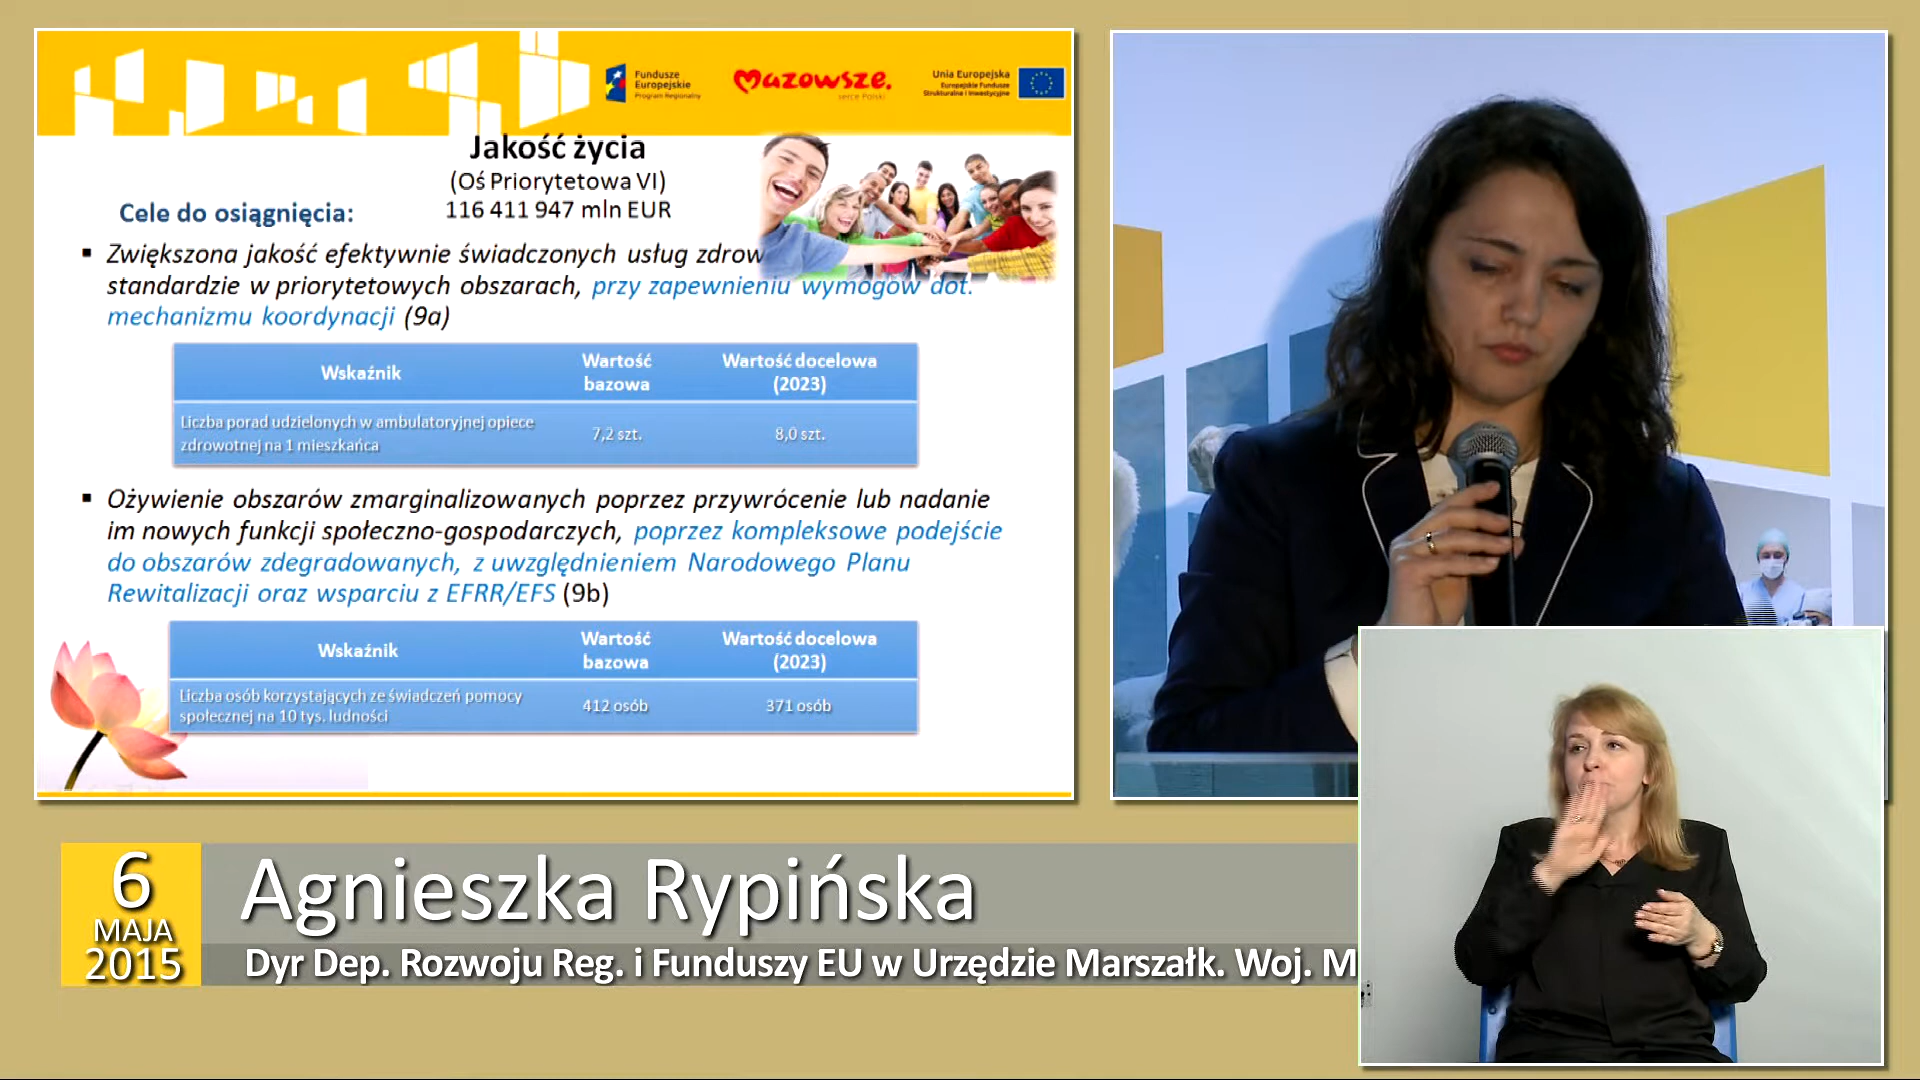 Fundusze
Europejskie
Program Regionalny
mazowsze.
serce Polski
Unia Europejska
Europejskie Fundusze
Strukturalne i Inwestycyjne
Jakość życia
(Oś Priorytetowa VI)
116 411 947 mln EUR
Cele do osiągnięcia:
▪ Zwiększona jakość efektywnie świadczonych usług zdrow
standardzie w priorytetowych obszarach, przy zapewnieniu wymogów dot.
mechanizmu koordynacji (9a)
Wskaźnik Wartość bazowa Wartość docelowa (2023)
Liczba porad udzielonych w ambulatoryjnej opiece
zdrowotnej na 1 mieszkańca
7,2 szt. 8,0 szt.
▪ Ożywienie obszarów zmarginalizowanych poprzez przywrócenie lub nadanie
im nowych funkcji społeczno-gospodarczych, poprzez kompleksowe podejście
do obszarów zdegradowanych, z uwzględnieniem Narodowego Planu
Rewitalizacji oraz wsparciu z EFRR/EFS (9b)
Wskaźnik Wartość bazowa Wartość docelowa (2023)
Liczba osób korzystających ze świadczeń pomocy
społecznej na 10 tys. ludności
412 osób 371 osób
6
MAJA
2015
Agnieszka Rypińska
Dyr Dep. Rozwoju Reg. i Funduszy EU w Urzędzie Marszałk. Woj. M